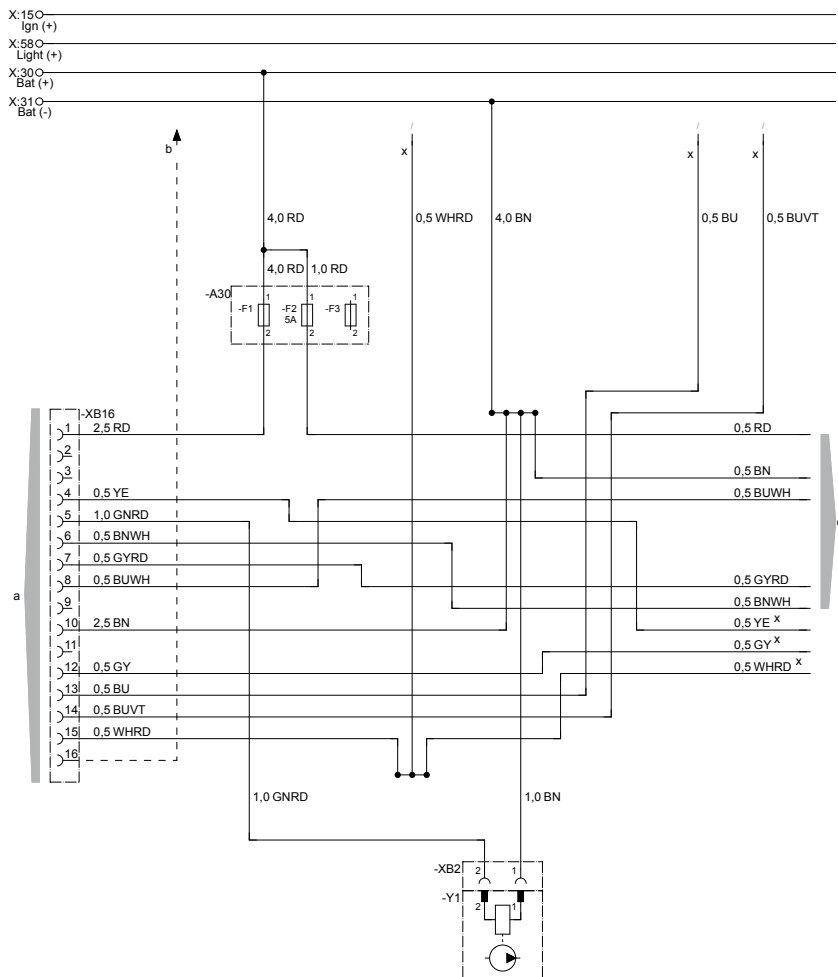 X:15
Ign (+)
X:58
Light (+)
X:30
Bat (+)
X:31
Bat (-)
b
x
x
x
4,0 RD
0,5 WHRD
4,0 BN
0,5 BU
0,5 BUVT
4,0 RD
1,0 RD
-A30
1
1
1
-F1
-F2
-F3
5A
2
2
2
-XB16
1
2,5 RD
0,5 RD
2
3
0,5 BN
4
0,5 YE
0,5 BUWH
5
1,0 GNRD
6
0,5 BNWH
7
0,5 GYRD
8
0,5 BUWH
0,5 GYRD
a
9
0,5 BNWH
10
2,5 BN
0,5 YE x
11
0,5 GY x
12
0,5 GY
0,5 WHRD x
13
0,5 BU
14
0,5 BUVT
15
0,5 WHRD
16
1,0 GNRD
1,0 BN
-XB2
2
1
-Y1
2
1